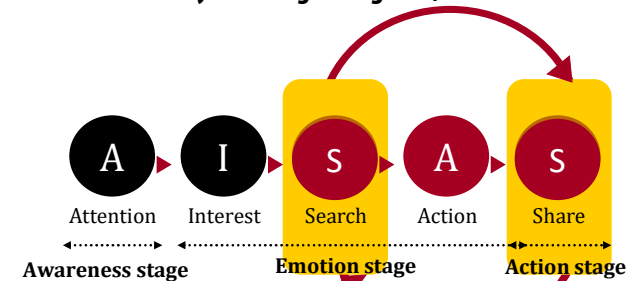 A I S A S
Attention Interest Search Action Share
Awareness stage Emotion stage Action stage